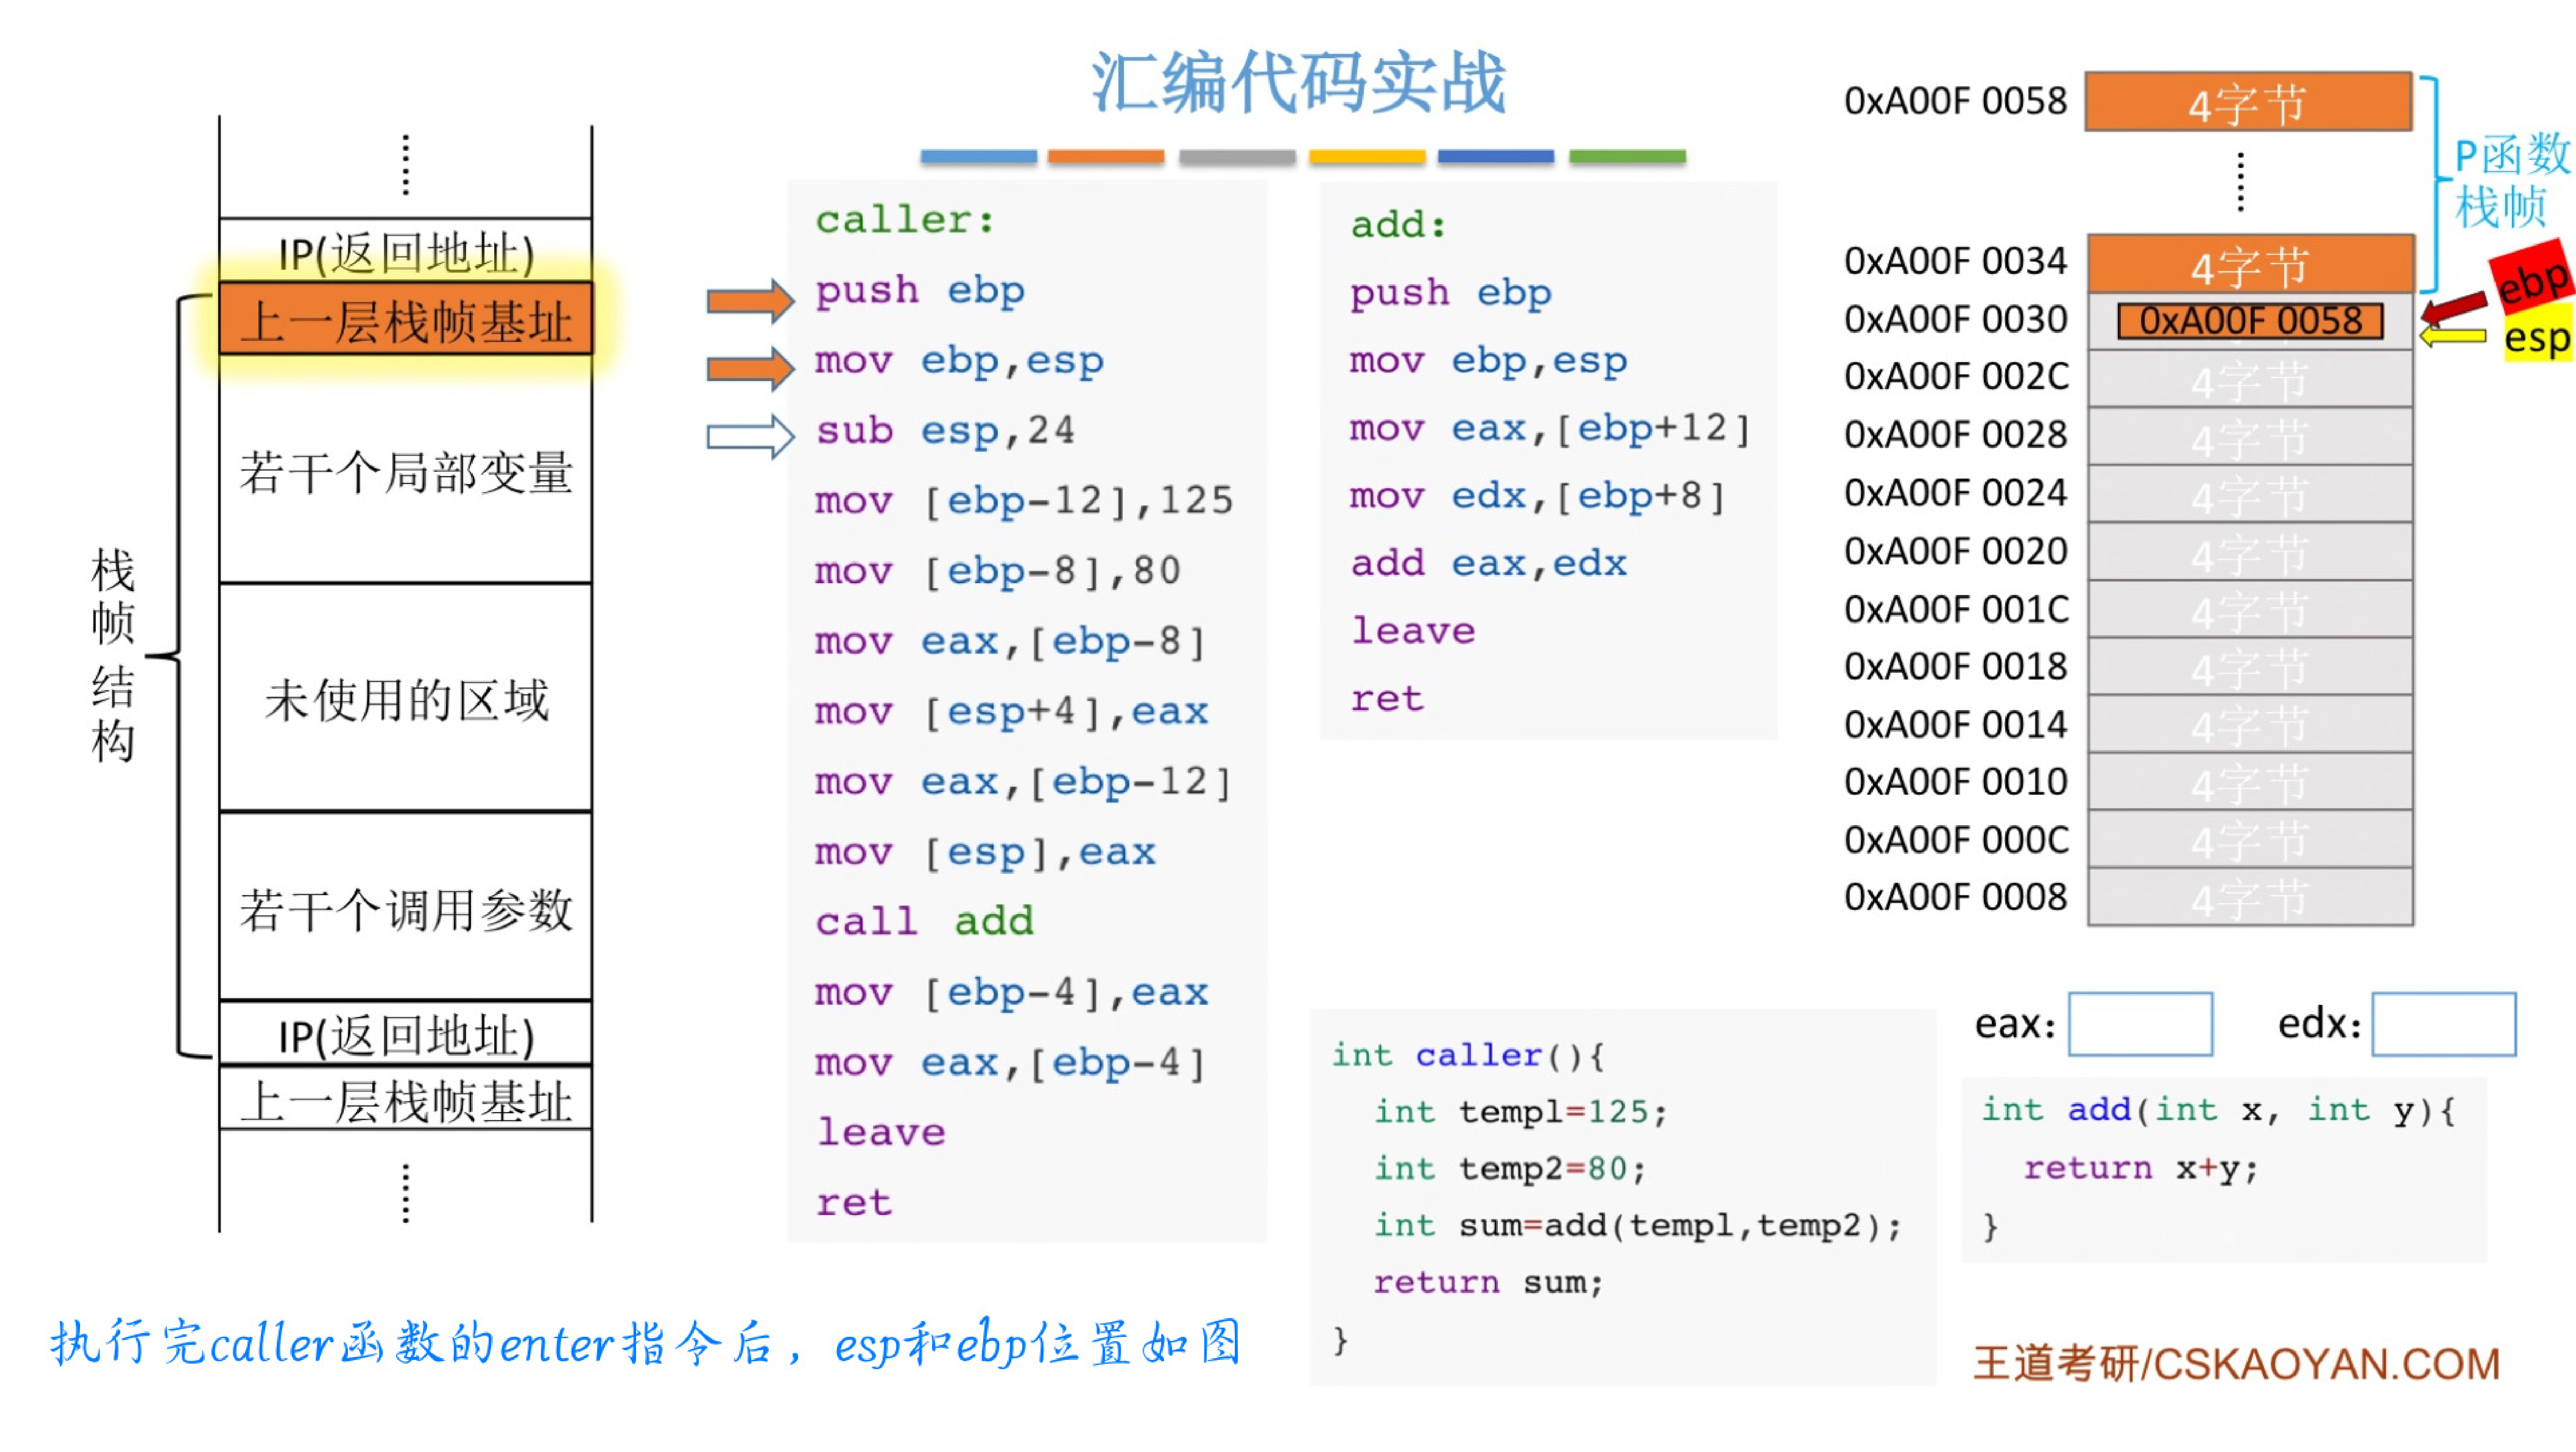 汇编代码实战
IP(返回地址)
上一层栈帧基址
若干个局部变量
未使用的区域
若干个调用参数
IP(返回地址)
上一层栈帧基址
栈帧结构
caller:
push ebp
mov ebp,esp
sub esp,24
mov [ebp-12],125
mov [ebp-8],80
mov eax,[ebp-8]
mov [esp+4],eax
mov eax,[ebp-12]
mov [esp],eax
call add
mov [ebp-4],eax
mov eax,[ebp-4]
leave
ret
add:
push ebp
mov ebp,esp
mov eax,[ebp+12]
mov edx,[ebp+8]
add eax,edx
leave
ret
0xA00F 0058 4字节
P函数
栈帧
0xA00F 0034 4字节
ebp
0xA00F 0030 0xA00F 0058
esp
0xA00F 002C 4字节
0xA00F 0028 4字节
0xA00F 0024 4字节
0xA00F 0020 4字节
0xA00F 001C 4字节
0xA00F 0018 4字节
0xA00F 0014 4字节
0xA00F 0010 4字节
0xA00F 000C 4字节
0xA00F 0008 4字节
eax: edx:
int caller(){
int temp1=125;
int temp2=80;
int sum=add(temp1,temp2);
return sum;
}
int add(int x, int y){
return x+y;
}
执行完caller函数的enter指令后，esp和ebp位置如图
王道考研/CSKAOYAN.COM